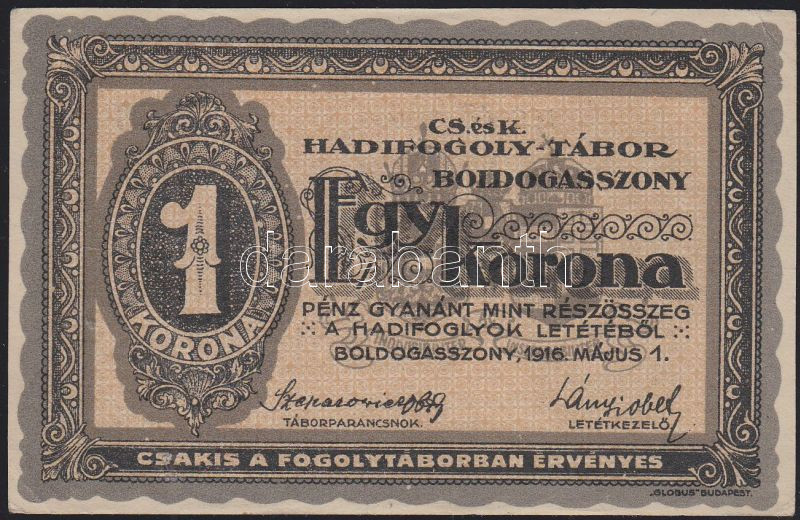 CS. és K.
HADIFOGOLY-TÁBOR
BOLDOGASSZONY
1
KORONA
Egy
korona
darabanth
PÉNZ GYANÁNT MINT RÉSZÖSSZEG
A HADIFOGLYOK LETÉTÉBŐL
BOLDOGASSZONY, 1916. MÁJUS 1.
TÁBORPARANCSNOK.
LETÉTKEZELŐ.
CSAKIS A FOGOLYTÁBORBAN ÉRVÉNYES
„GLOBUS" BUDAPEST.